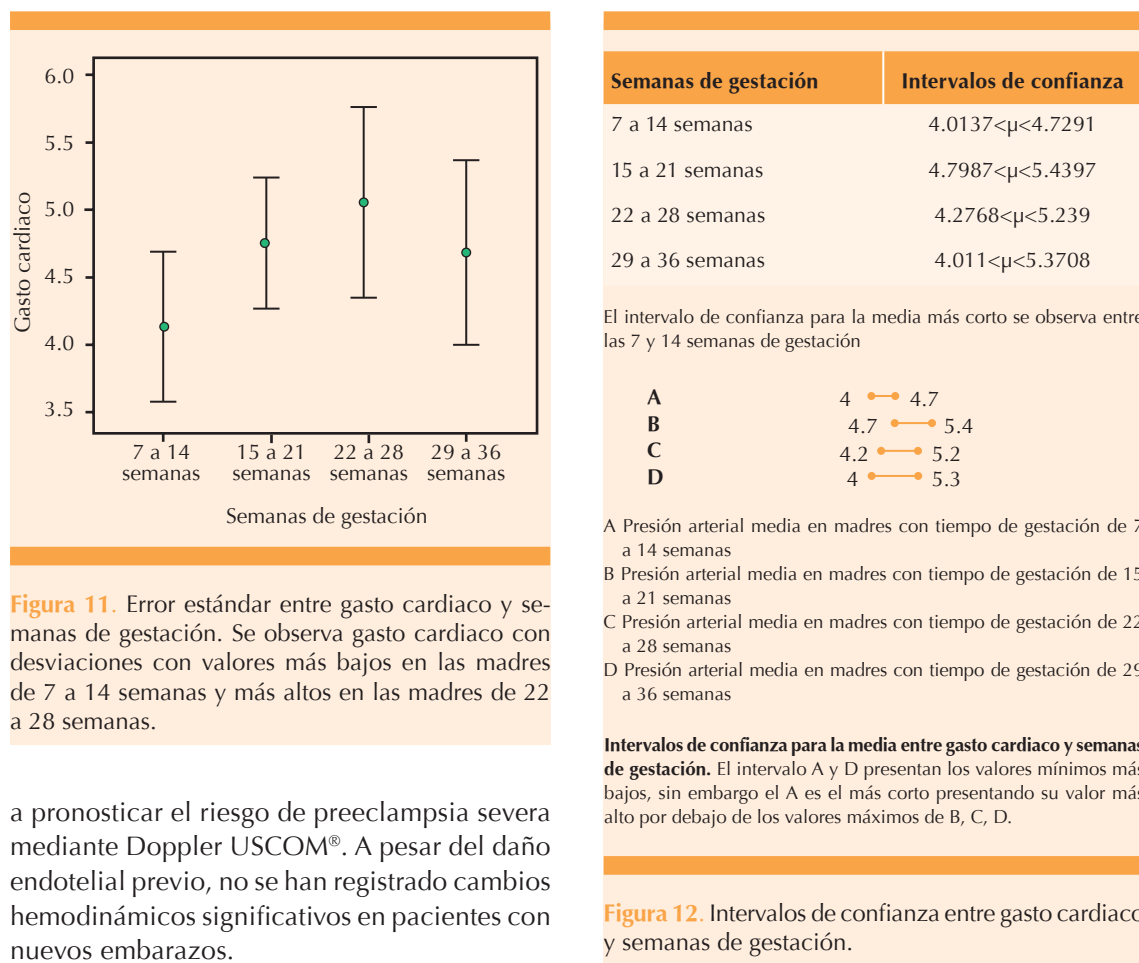 6.0
5.5
5.0
4.5
4.0
3.5
Gasto cardiaco
7 a 14 semanas
15 a 21 semanas
22 a 28 semanas
29 a 36 semanas
Semanas de gestación
Figura 11. Error estándar entre gasto cardiaco y se-
manas de gestación. Se observa gasto cardiaco con
desviaciones con valores más bajos en las madres
de 7 a 14 semanas y más altos en las madres de 22
a 28 semanas.
a pronosticar el riesgo de preeclampsia severa
mediante Doppler USCOM®. A pesar del daño
endotelial previo, no se han registrado cambios
hemodinámicos significativos en pacientes con
nuevos embarazos.
Semanas de gestación Intervalos de confianza
7 a 14 semanas 4.0137<μ<4.7291
15 a 21 semanas 4.7987<μ<5.4397
22 a 28 semanas 4.2768<μ<5.239
29 a 36 semanas 4.011<μ<5.3708
El intervalo de confianza para la media más corto se observa entre
las 7 y 14 semanas de gestación
A 4 4.7
B 4.7 5.4
C 4.2 5.2
D 4 5.3
A Presión arterial media en madres con tiempo de gestación de 7
a 14 semanas
B Presión arterial media en madres con tiempo de gestación de 15
a 21 semanas
C Presión arterial media en madres con tiempo de gestación de 22
a 28 semanas
D Presión arterial media en madres con tiempo de gestación de 29
a 36 semanas
Intervalos de confianza para la media entre gasto cardiaco y semanas
de gestación. El intervalo A y D presentan los valores mínimos más
bajos, sin embargo el A es el más corto presentando su valor más
alto por debajo de los valores máximos de B, C, D.
Figura 12. Intervalos de confianza entre gasto cardiaco
y semanas de gestación.